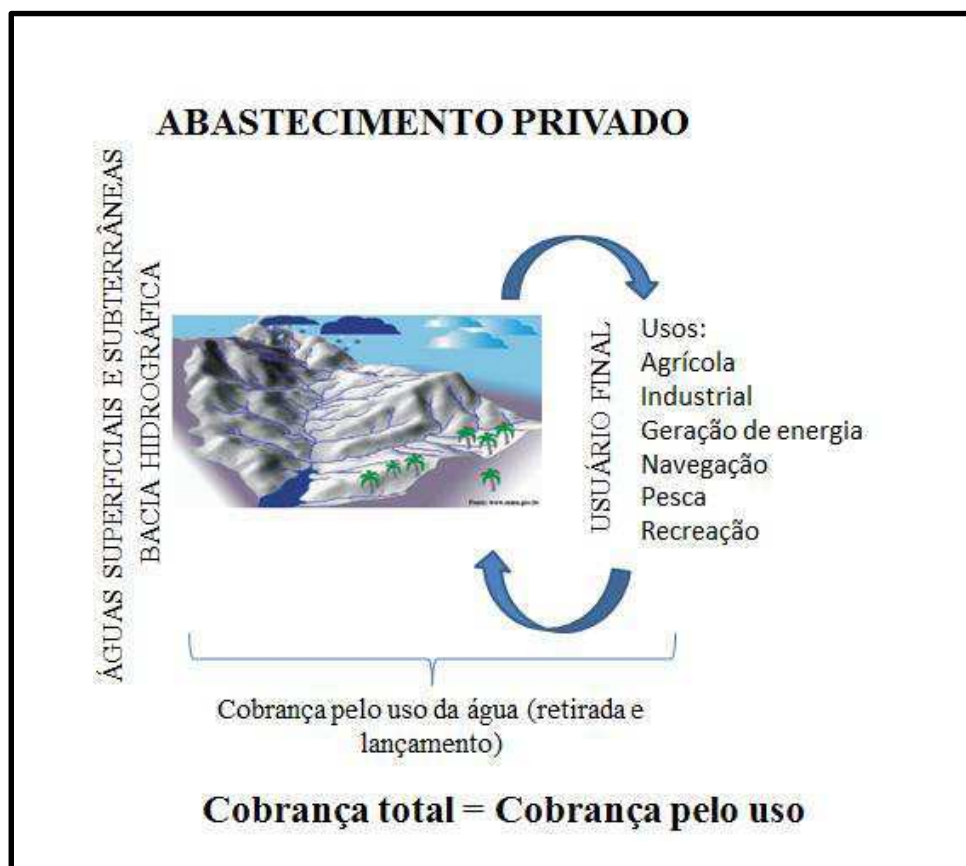 ABASTECIMENTO PRIVADO
ÁGUAS SUPERFICIAIS E SUBTERRÂNEAS
BACIA HIDROGRÁFICA
USUÁRIO FINAL
Usos:
Agrícola
Industrial
Geração de energia
Navegação
Pesca
Recreação
Cobrança pelo uso da água (retirada e
lançamento)
Cobrança total = Cobrança pelo uso